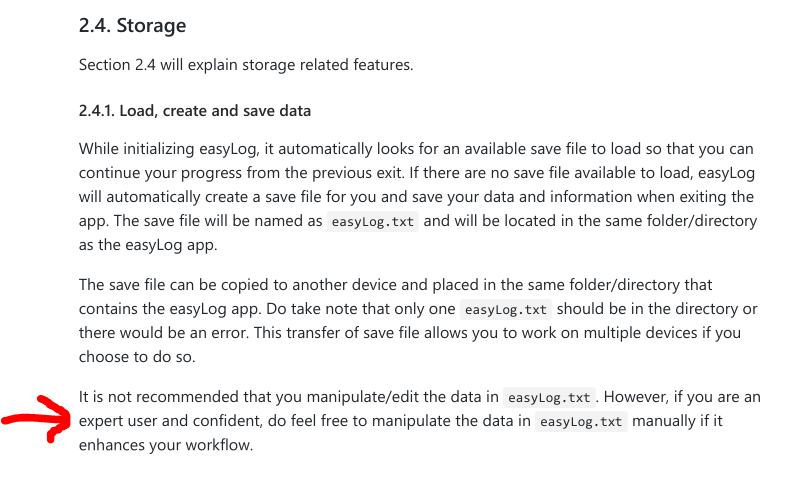 2.4. Storage
Section 2.4 will explain storage related features.
2.4.1. Load, create and save data
While initializing easyLog, it automatically looks for an available save file to load so that you can
continue your progress from the previous exit. If there are no save file available to load, easyLog
will automatically create a save file for you and save your data and information when exiting the
app. The save file will be named as easyLog.txt and will be located in the same folder/directory
as the easyLog app.
The save file can be copied to another device and placed in the same folder/directory that
contains the easyLog app. Do take note that only one easyLog.txt should be in the directory or
there would be an error. This transfer of save file allows you to work on multiple devices if you
choose to do so.
It is not recommended that you manipulate/edit the data in easyLog.txt. However, if you are an
expert user and confident, do feel free to manipulate the data in easyLog.txt manually if it
enhances your workflow.